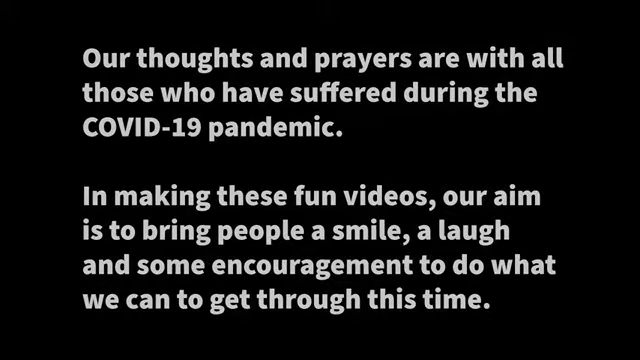 Our thoughts and prayers are with all
those who have suffered during the
COVID-19 pandemic.
In making these fun videos, our aim
is to bring people a smile, a laugh
and some encouragement to do what
we can to get through this time.